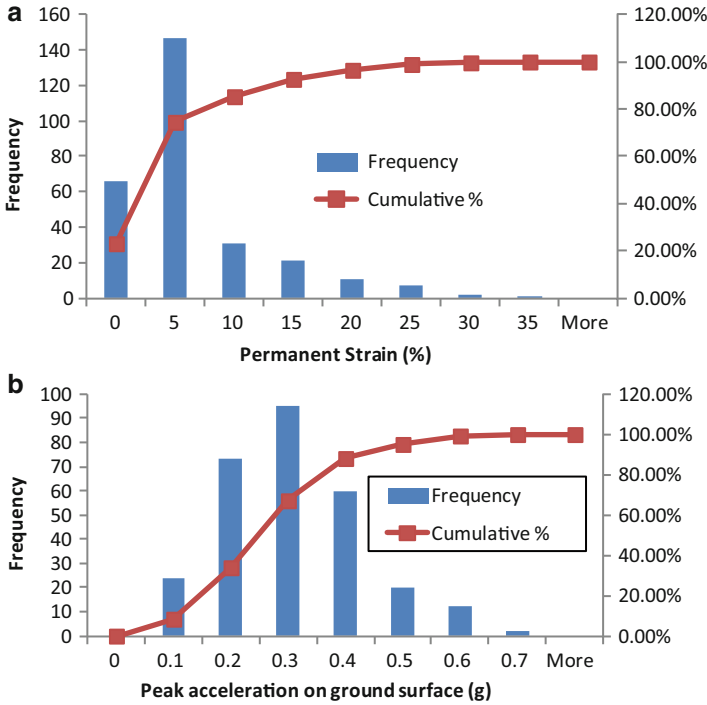 a
160
140
120
100
80
60
40
20
0
Frequency
120.00%
100.00%
80.00%
60.00%
40.00%
20.00%
0.00%
Frequency
Cumulative %
0 5 10 15 20 25 30 35 More
Permanent Strain (%)
b
100
90
80
70
60
50
40
30
20
10
0
Frequency
120.00%
100.00%
80.00%
60.00%
40.00%
20.00%
0.00%
Frequency
Cumulative %
0 0.1 0.2 0.3 0.4 0.5 0.6 0.7 More
Peak acceleration on ground surface (g)